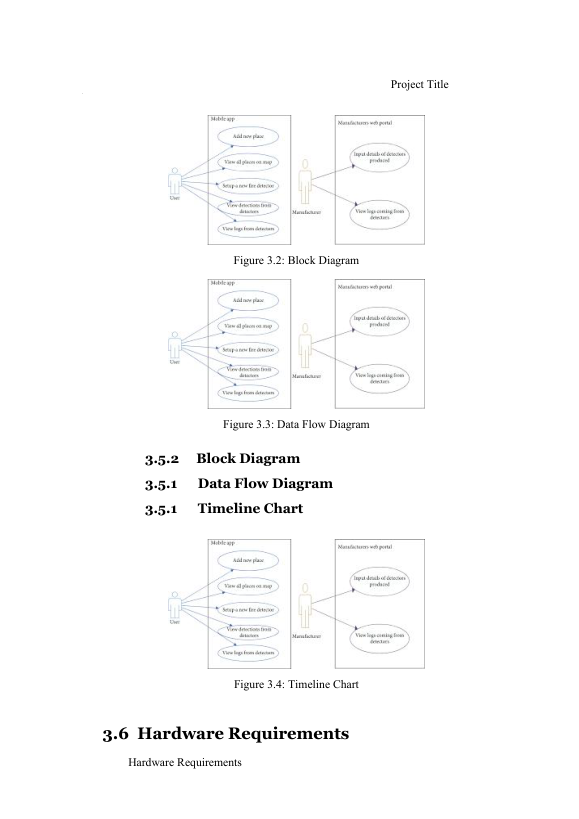 Project Title
Mobile app
Manufacturers web portal
Add new place
View all places on map
Input details of detectors
produced
Setup a new fire detector
User
View detections from
detectors
Manufacturer
View logs coming from
detectors
View logs from detectors
Figure 3.2: Block Diagram
Mobile app
Manufacturers web portal
Add new place
View all places on map
Input details of detectors
produced
Setup a new fire detector
User
View detections from
detectors
Manufacturer
View logs coming from
detectors
View logs from detectors
Figure 3.3: Data Flow Diagram
3.5.2 Block Diagram
3.5.1 Data Flow Diagram
3.5.1 Timeline Chart
Mobile app
Manufacturers web portal
Add new place
View all places on map
Input details of detectors
produced
Setup a new fire detector
User
View detections from
detectors
Manufacturer
View logs coming from
detectors
View logs from detectors
Figure 3.4: Timeline Chart
3.6 Hardware Requirements
Hardware Requirements